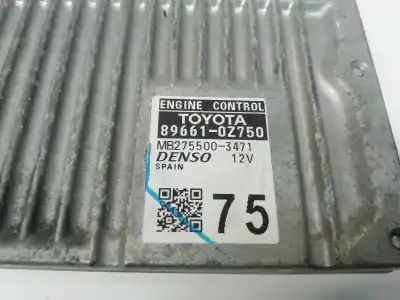 ENGINE CONTROL
TOYOTA
89661-0Z750
MB275500-3471
DENSO 12V
SPAIN
75